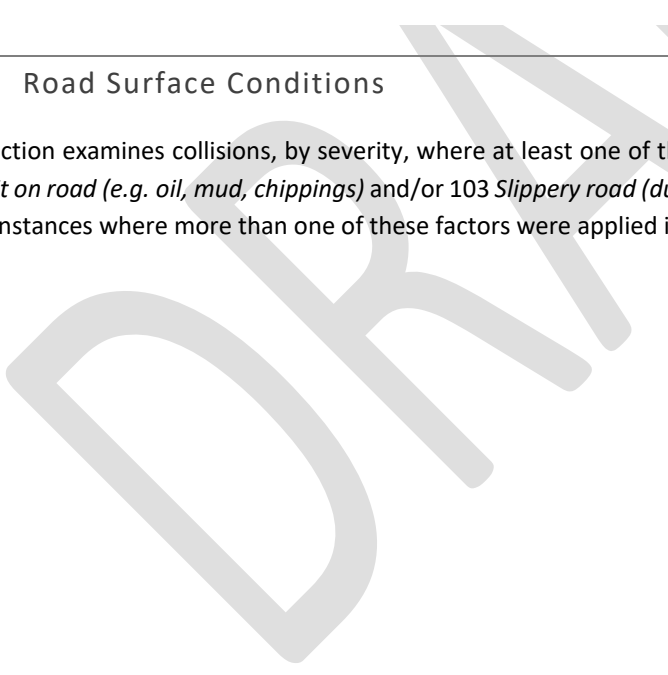 Road Surface Conditions
ction examines collisions, by severity, where at least one of t
t on road (e.g. oil, mud, chippings) and/or 103 Slippery road (du
nstances where more than one of these factors were applied i
DRA